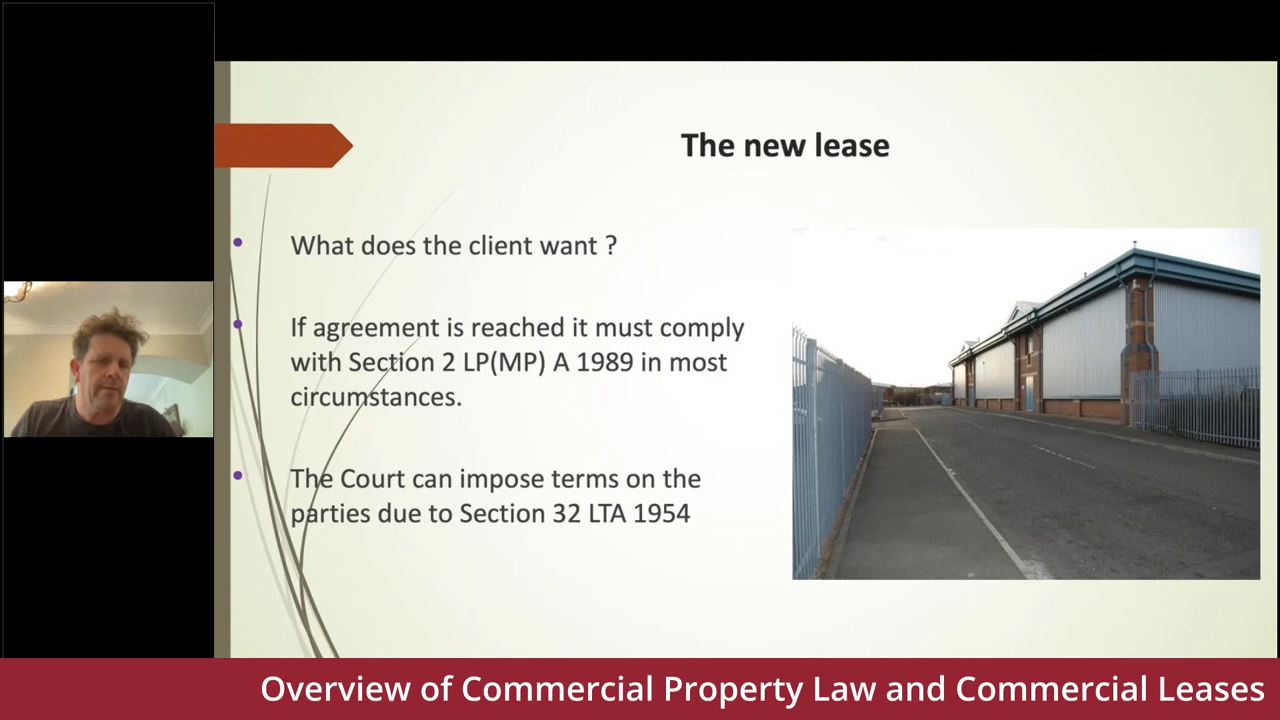 The new lease
What does the client want ?
If agreement is reached it must comply
with Section 2 LP(MP) A 1989 in most
circumstances.
The Court can impose terms on the
parties due to Section 32 LTA 1954
Overview of Commercial Property Law and Commercial Leases